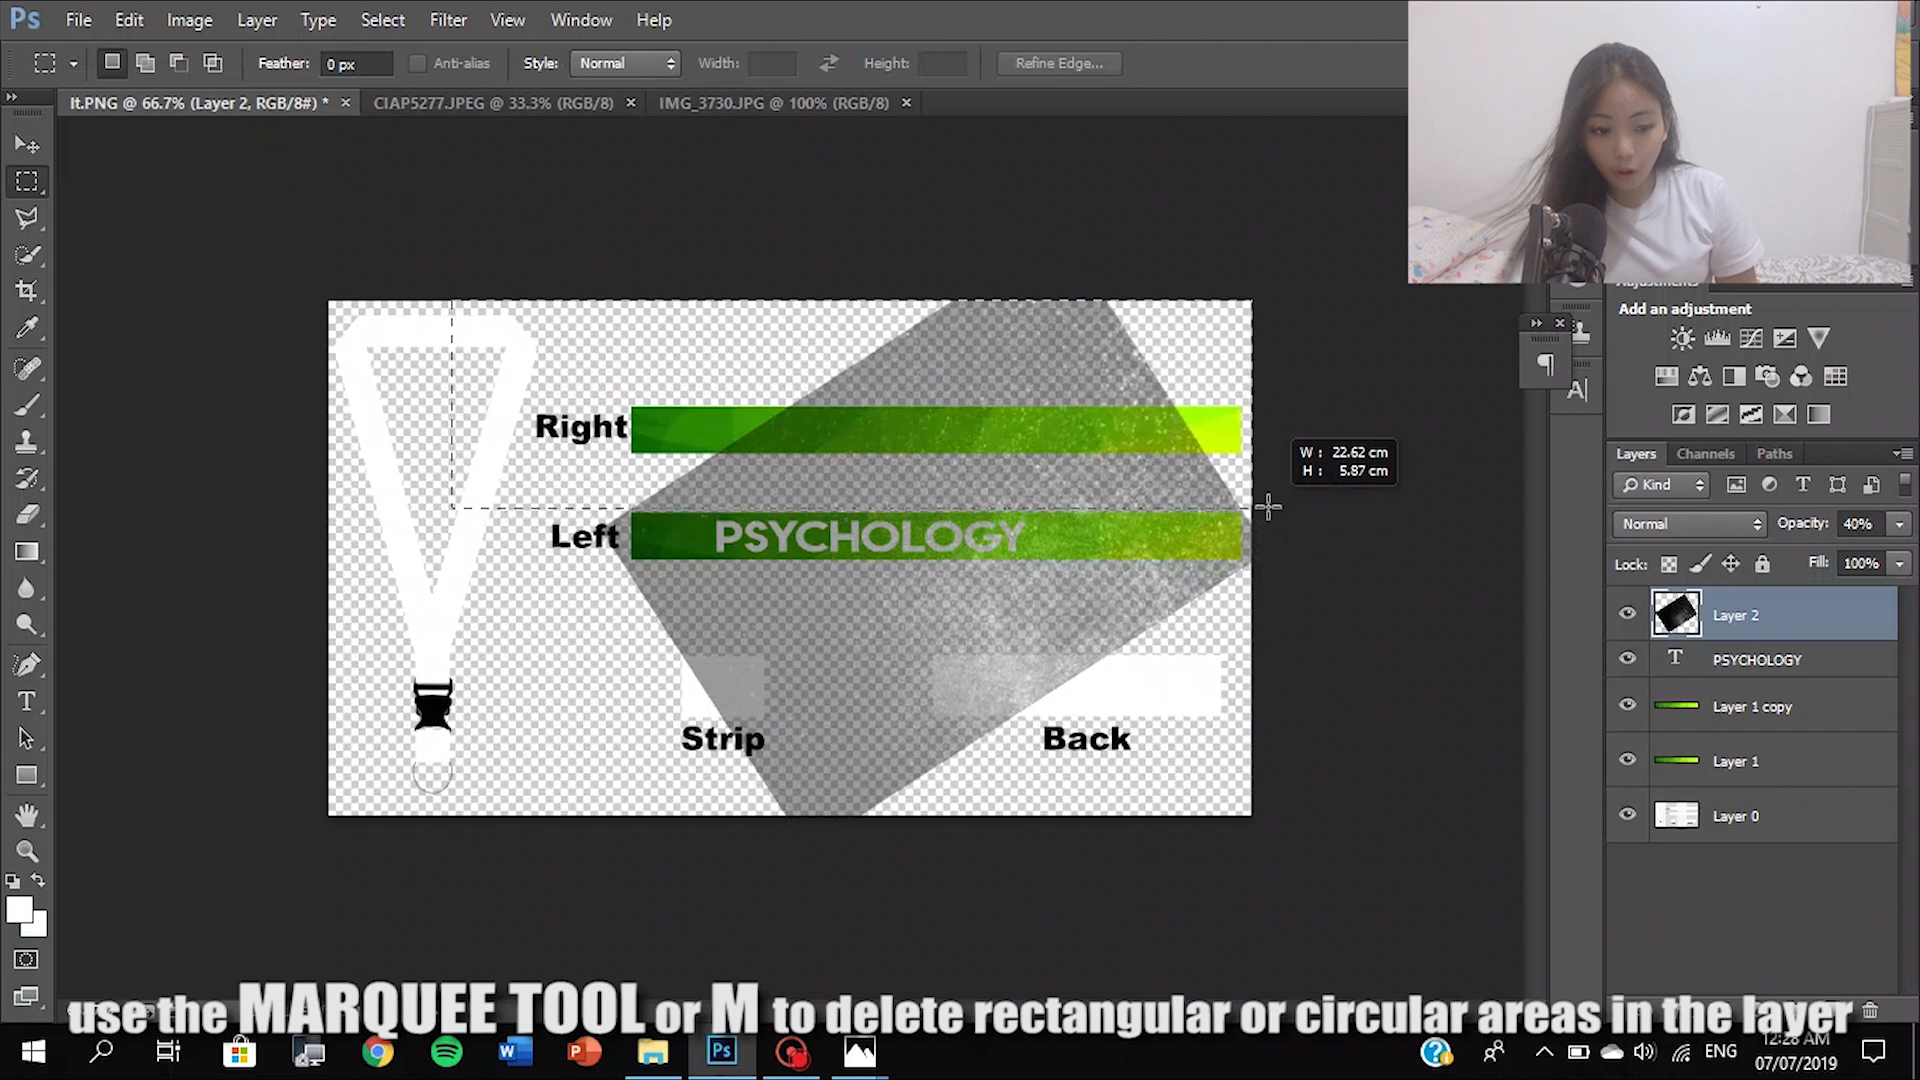 Ps File Edit Image Layer Type Select Filter View Window Help
Feather: 0 px Anti-alias Style: Normal Width: Height: Refine Edge...
lt.PNG @ 66.7% (Layer 2, RGB/8#) * CIAP5277.JPEG @ 33.3% (RGB/8) IMG_3730.JPG @ 100% (RGB/8)
Adjustments
Add an adjustment
Right
W : 22.62 cm
H : 5.87 cm
Left PSYCHOLOGY
Strip Back
Layers Channels Paths
Kind
Normal Opacity: 40%
Lock: Fill: 100%
Layer 2
T PSYCHOLOGY
Layer 1 copy
Layer 1
Layer 0
use the MARQUEE TOOL or M to delete rectangular or circular areas in the layer
ENG
12:28 AM
07/07/2019